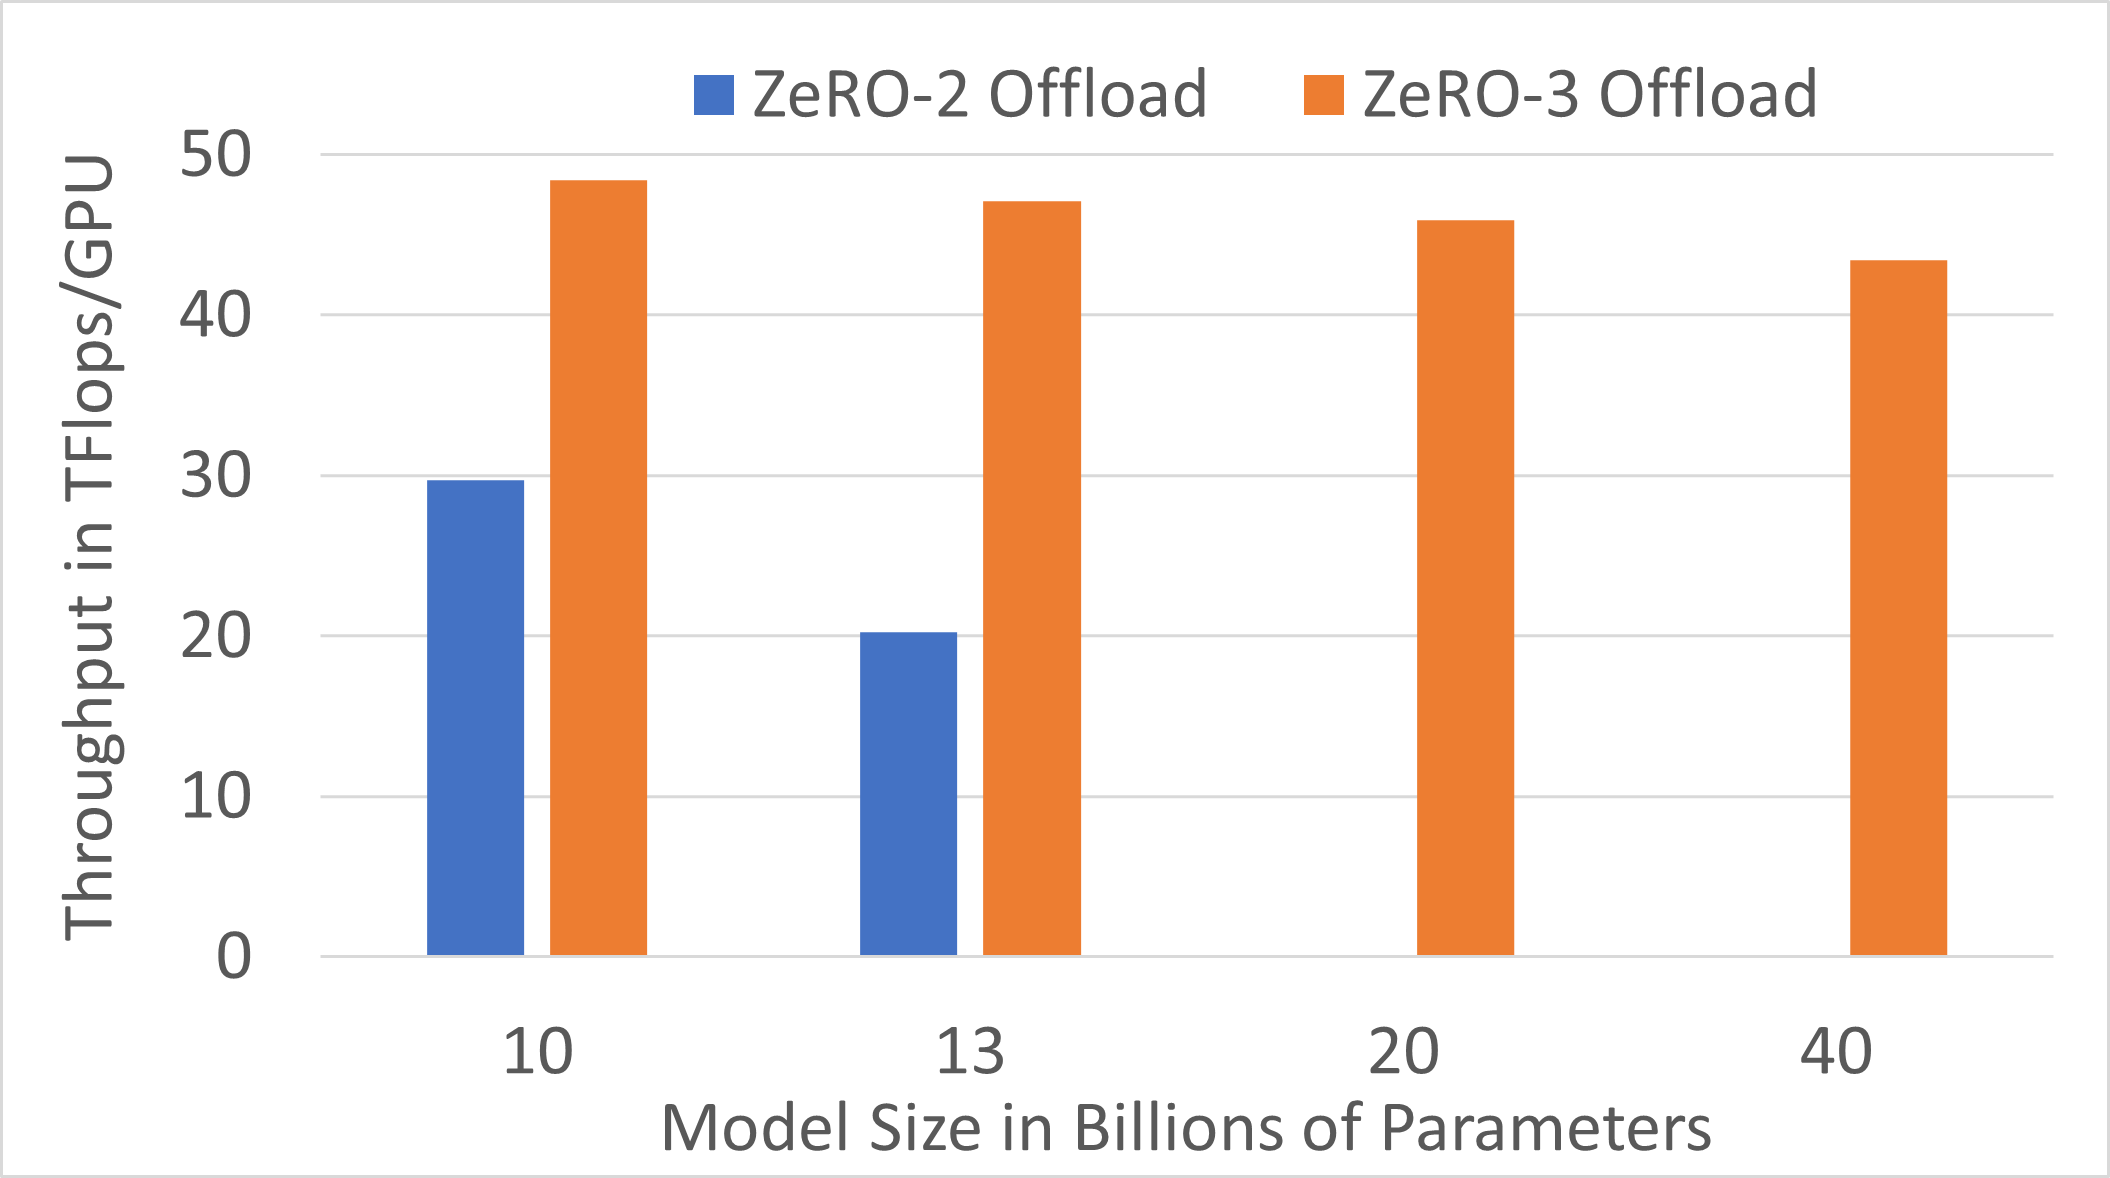 ZeRO-2 Offload ZeRO-3 Offload
Throughput in TFlops/GPU
50
40
30
20
10
0
10 13 20 40
Model Size in Billions of Parameters